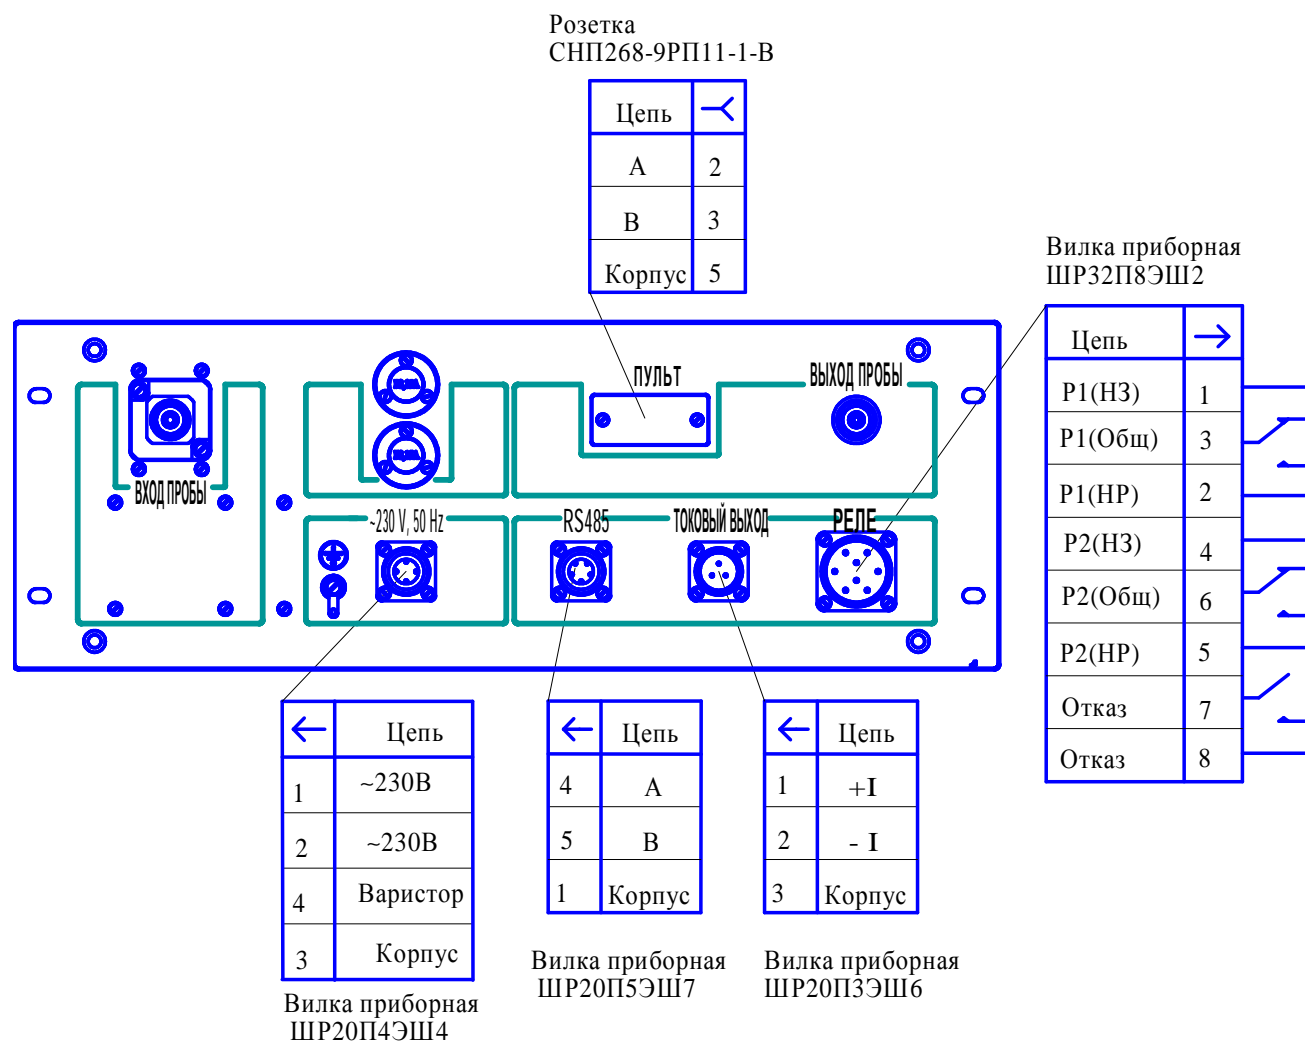 Розетка
СНП268-9РП11-1-В
Цепь
А 2
В 3
Корпус 5
Вилка приборная
ШР32П8ЭШ2
Цепь
Р1(НЗ) 1
Р1(Общ) 3
Р1(НР) 2
Р2(НЗ) 4
Р2(Общ) 6
Р2(НР) 5
Отказ 7
Отказ 8
ПУЛЬТ
ВЫХОД ПРОБЫ
ВХОД ПРОБЫ
~230 V, 50 Hz
RS485
ТОКОВЫЙ ВЫХОД
РЕЛЕ
Цепь
1 ~230В
2 ~230В
4 Варистор
3 Корпус
Вилка приборная
ШР20П4ЭШ4
Цепь
4 А
5 В
1 Корпус
Вилка приборная
ШР20П5ЭШ7
Цепь
1 +I
2 - I
3 Корпус
Вилка приборная
ШР20П3ЭШ6